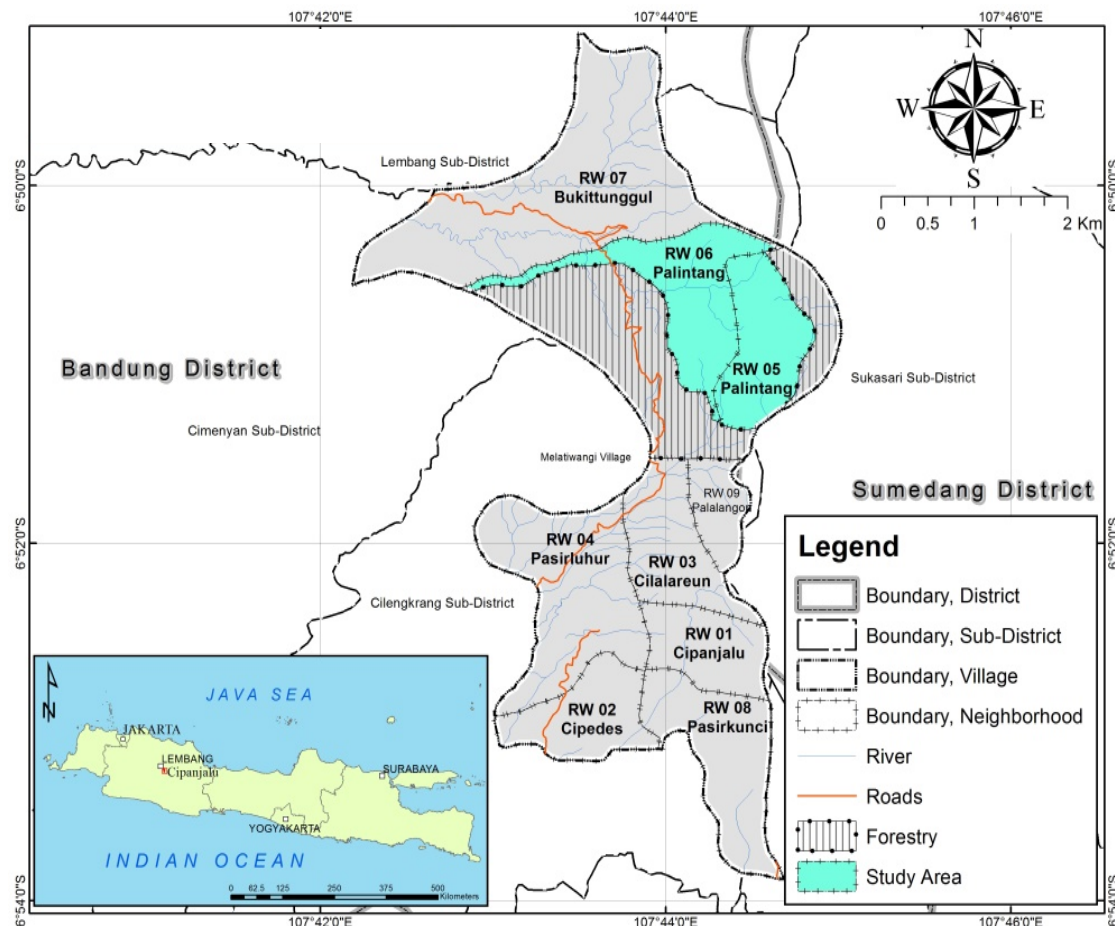 107°42'0"E
107°44'0"E
107°46'0"E
N
W
E
S
0 0.5 1 2 Km
6°50'0"S
6°50'0"S
Lembang Sub-District
RW 07
Bukittunggul
RW 06
Palintang
RW 05
Palintang
Bandung District
Sukasari Sub-District
Cimenyan Sub-District
Melatiwangi Village
RW 09
Palalangon
Sumedang District
6°52'0"S
6°52'0"S
RW 04
Pasirluhur
RW 03
Cilalareun
Cilengkrang Sub-District
RW 01
Cipanjalu
RW 02
Cipedes
RW 08
Pasirkunci
Legend
Boundary, District
Boundary, Sub-District
Boundary, Village
Boundary, Neighborhood
River
Roads
Forestry
Study Area
N
JAVA SEA
JAKARTA
LEMBANG
Cipanjalu
SURABAYA
YOGYAKARTA
INDIAN OCEAN
0 62.5 125 250 375 500
Kilometers
6°54'0"S
6°54'0"S
107°42'0"E
107°44'0"E
107°46'0"E